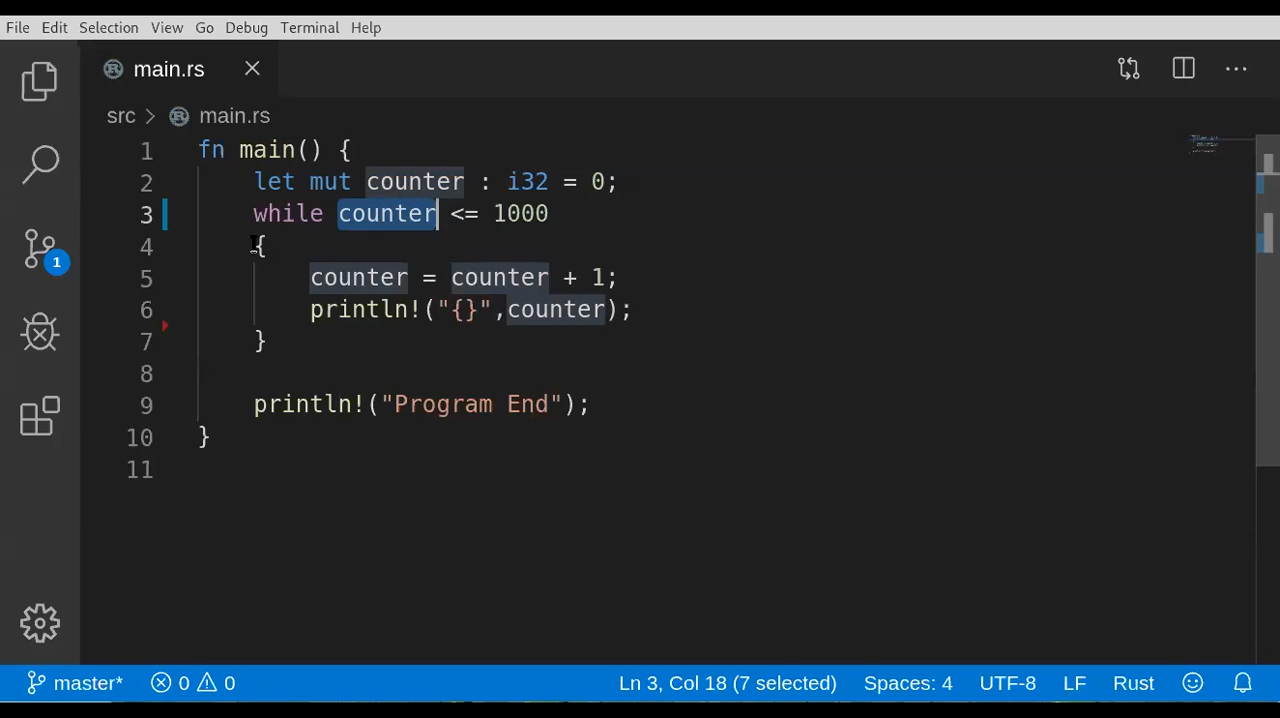 File Edit Selection View Go Debug Terminal Help
main.rs
src > main.rs
1 fn main() {
2 let mut counter : i32 = 0;
3 while counter <= 1000
4 {
5 counter = counter + 1;
6 println!("{}",counter);
7 }
8
9 println!("Program End");
10 }
11
1
master* 0 0 Ln 3, Col 18 (7 selected) Spaces: 4 UTF-8 LF Rust